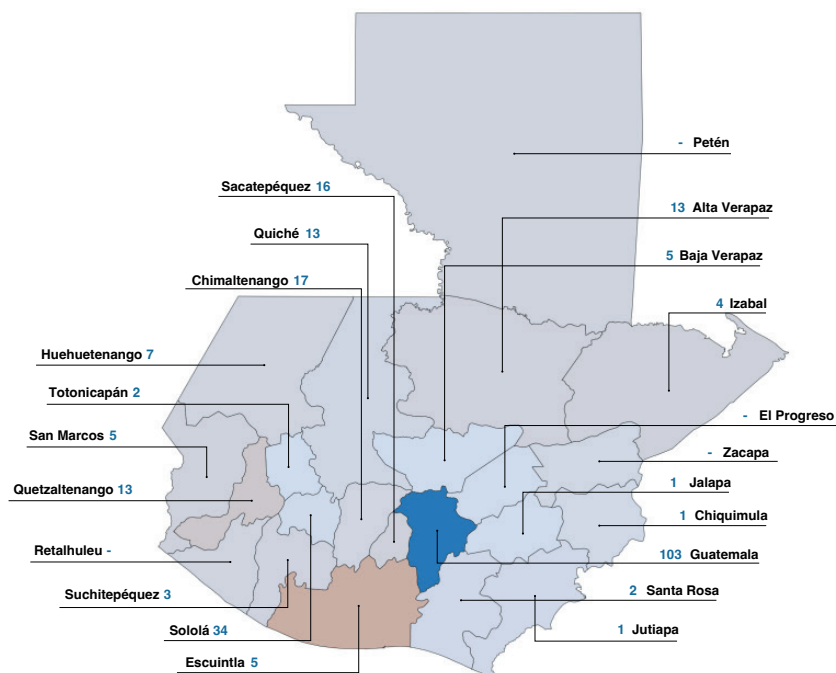 - Petén
Sacatepéquez 16
13 Alta Verapaz
Quiché 13
5 Baja Verapaz
Chimaltenango 17
4 Izabal
Huehuetenango 7
Totonicapán 2
- El Progreso
San Marcos 5
- Zacapa
Quetzaltenango 13
1 Jalapa
1 Chiquimula
Retalhuleu -
103 Guatemala
Suchitepéquez 3
2 Santa Rosa
Sololá 34
1 Jutiapa
Escuintla 5